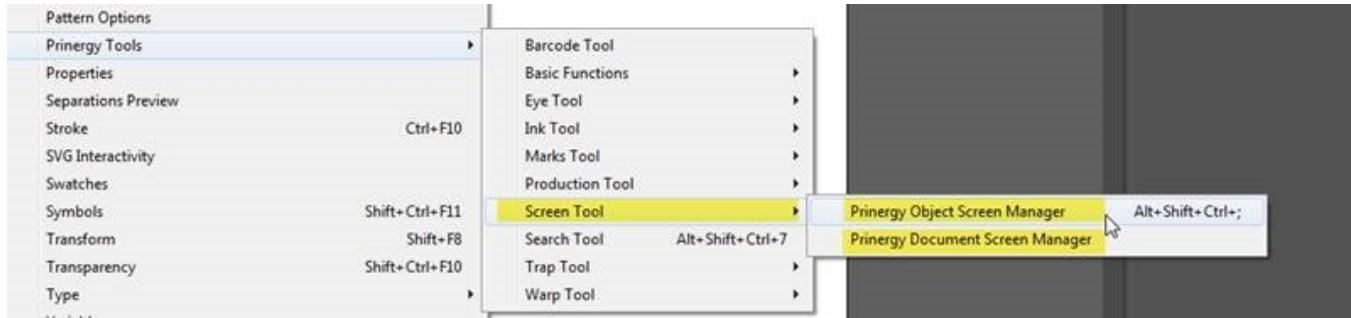 Pattern Options
Prinergy Tools
Properties
Separations Preview
Stroke Ctrl+F10
SVG Interactivity
Swatches
Symbols Shift+Ctrl+F11
Transform Shift+F8
Transparency Shift+Ctrl+F10
Type
Barcode Tool
Basic Functions
Eye Tool
Ink Tool
Marks Tool
Production Tool
Screen Tool
Search Tool Alt+Shift+Ctrl+7
Trap Tool
Warp Tool
Prinergy Object Screen Manager Alt+Shift+Ctrl+;
Prinergy Document Screen Manager